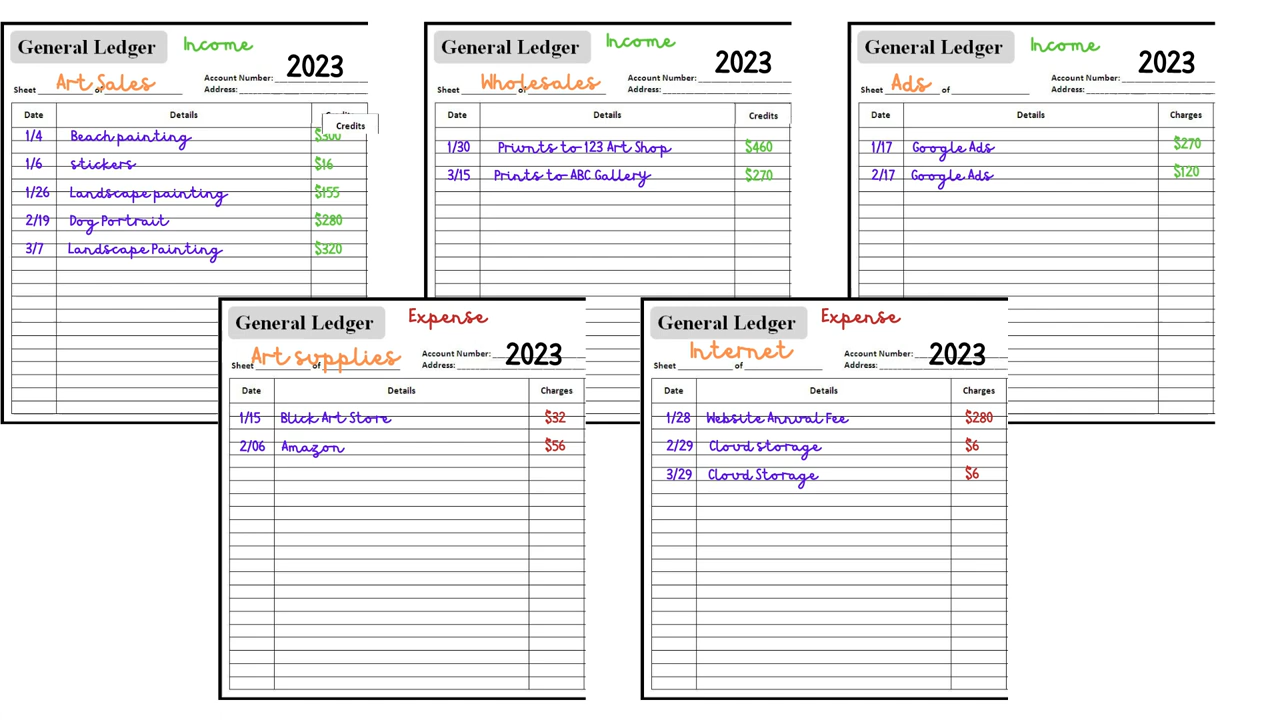 General Ledger Income
2023
Art Sales
Account Number:
Sheet of Address:
Date Details Credits
1/4 Beach painting $300
1/6 stickers $16
1/26 Landscape painting $155
2/19 Dog Portrait $280
3/7 Landscape Painting $320
General Ledger Income
2023
Wholesales
Account Number:
Sheet of Address:
Date Details Credits
1/30 Privnts to 123 Art Shop $460
3/15 Prints to ABC Gallery $270
General Ledger Income
2023
Ads
Account Number:
Sheet of Address:
Date Details Charges
1/17 Google Ads $270
2/17 Google Ads $120
General Ledger Expense
Art supplies
Account Number: 2023
Sheet of Address:
Date Details Charges
1/15 Blick Art Store $32
2/06 Amazon $56
General Ledger Expense
Internet
Account Number: 2023
Sheet of Address:
Date Details Charges
1/28 Website Annual Fee $280
2/29 Cloud storage $6
3/29 Cloud Storage $6